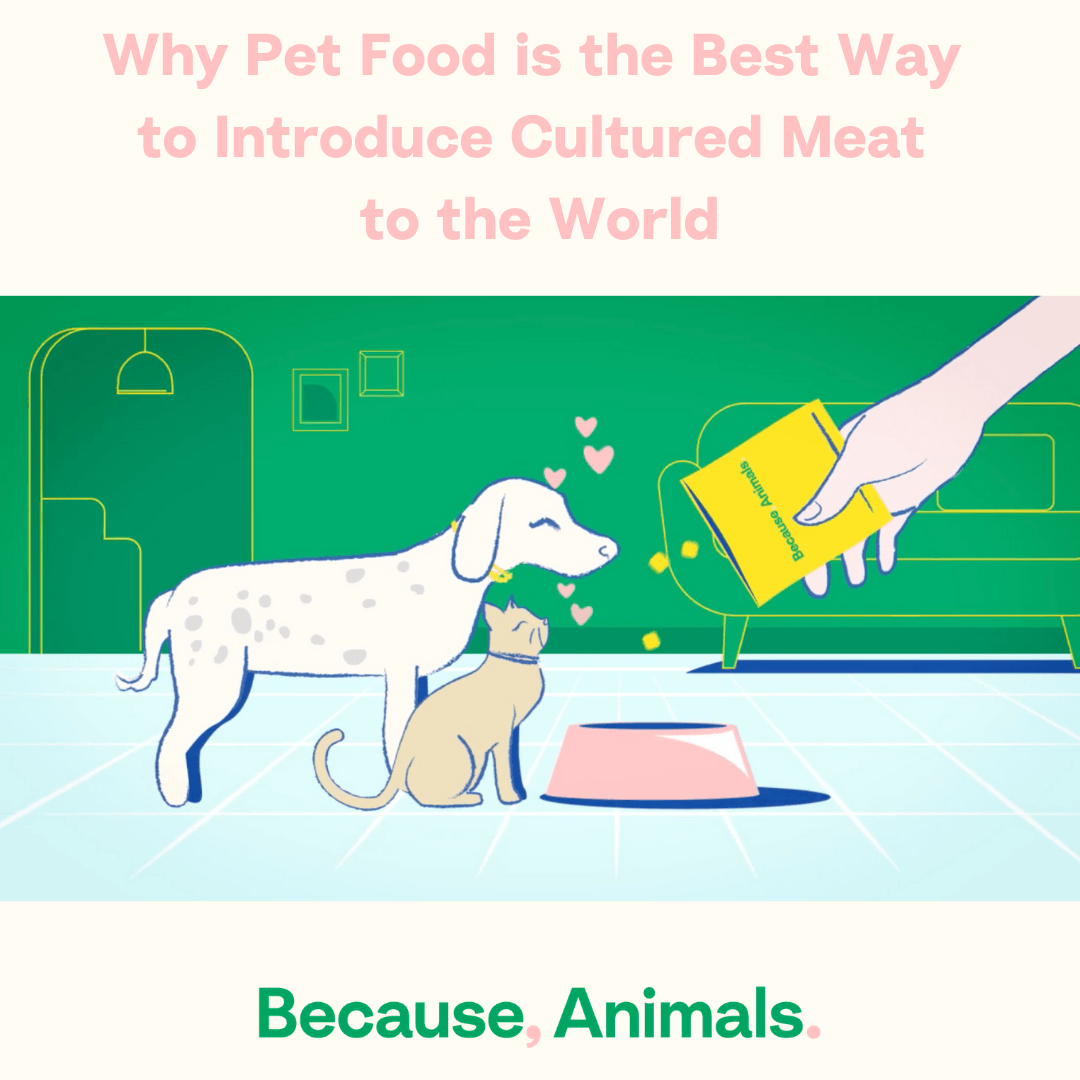 Why Pet Food is the Best Way
to Introduce Cultured Meat
to the World
Because Animals
Because, Animals.